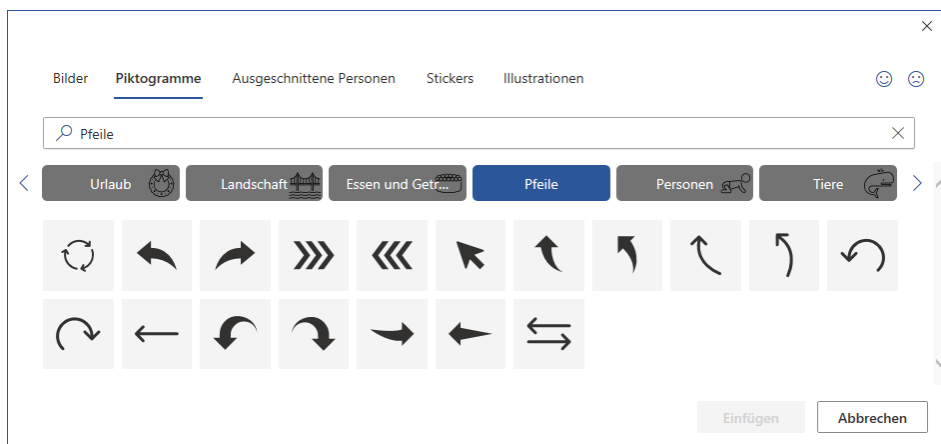 Bilder Piktogramme Ausgeschnittene Personen Stickers Illustrationen
Pfeile
Urlaub Landschaft Essen und Getr... Pfeile Personen Tiere
Einfügen Abbrechen